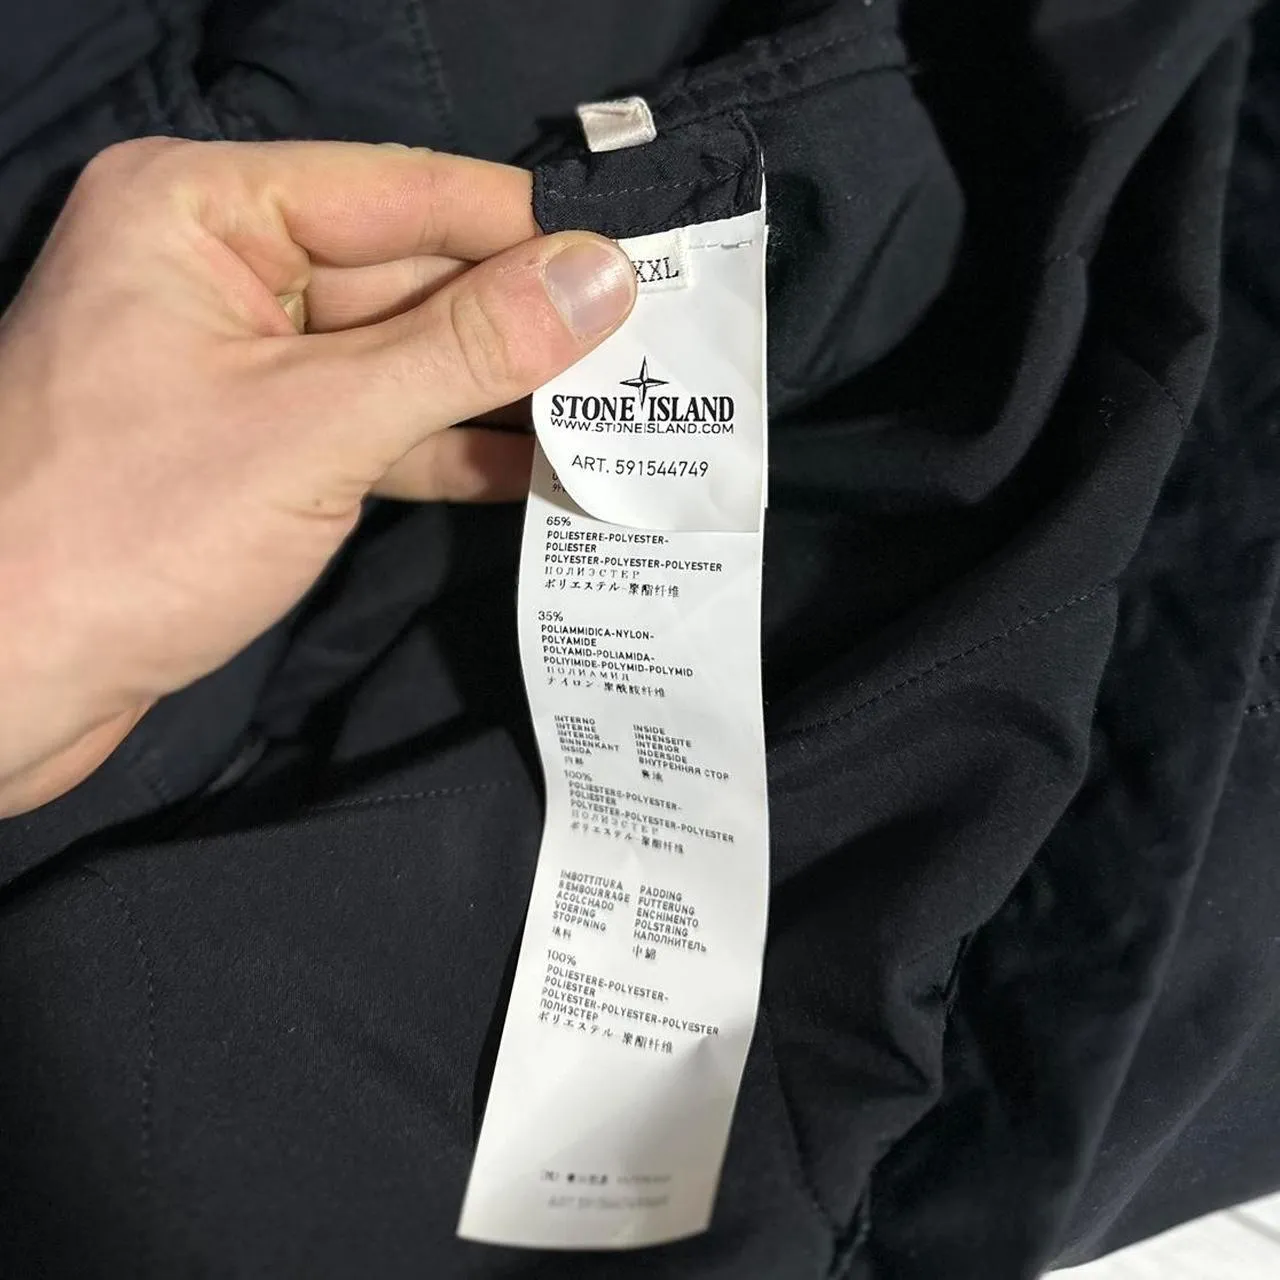 XXL
STONE ISLAND
WWW.STONEISLAND.COM
ART. 591544749
65%
POLIESTERE-POLYESTER-
POLIESTER
POLYESTER-POLYESTER-POLYESTER
ПОЛИЭСТЕР
ポリエステル-聚酯纤维
35%
POLIAMMIDICA-NYLON-
POLYAMIDE
POLYAMID-POLIAMIDA-
POLIYIMIDE-POLYMID-POLYMID
ПОЛИАМИД
ナイロン-聚酰胺纤维
INTERNO INSIDE
INTERNE INNENSEITE
INTERIOR INTERIOR
BINNENKANT INDERSIDE
INSIDA ВНУТРЕННЯЯ СТОР
100%
POLIESTERE-POLYESTER-
POLIESTER
POLYESTER-POLYESTER-POLYESTER
ПОЛИЭСТЕР
ポリエステル-聚酯纤维
IMBOTTITURA PADDING
REMBOURRAGE FUTTERUNG
ACOLCHADO ENCHIMENTO
VOERING POLSTRING
STOPPNING НАПОЛНИТЕЛЬ
填料 中綿
100%
POLIESTERE-POLYESTER-
POLIESTER
POLYESTER-POLYESTER-POLYESTER
ПОЛИЭСТЕР
ポリエステル-聚酯纤维